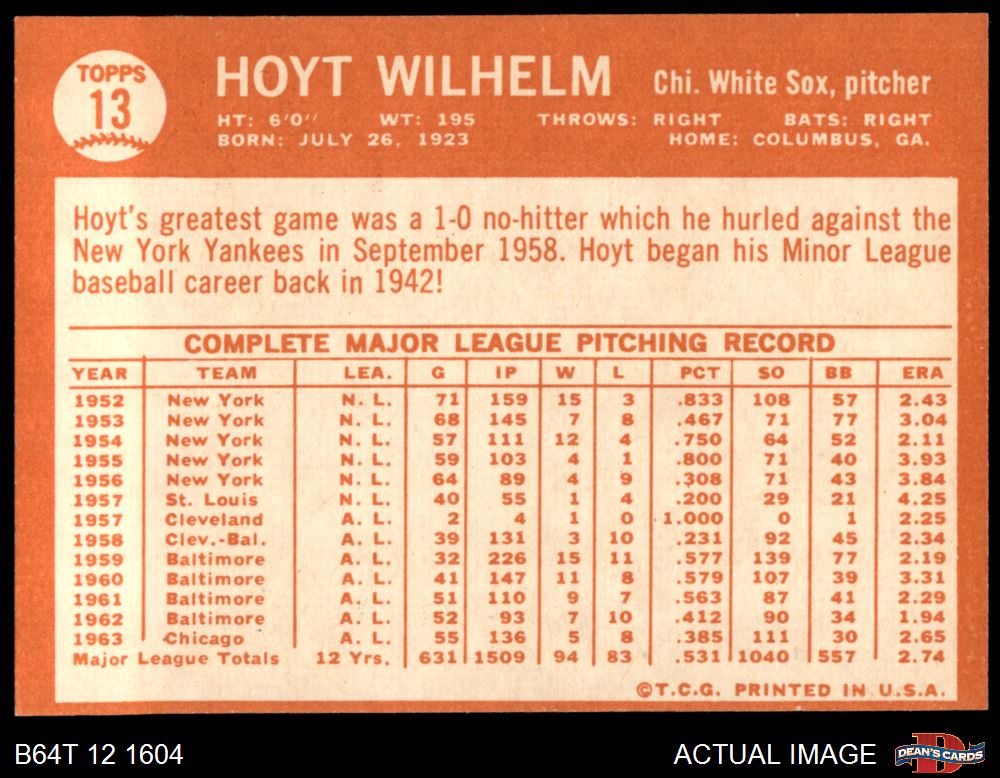 TOPPS
13
HOYT WILHELM Chi. White Sox, pitcher
HT: 6'0" WT: 195 THROWS: RIGHT BATS: RIGHT
BORN: JULY 26, 1923 HOME: COLUMBUS, GA.
Hoyt's greatest game was a 1-0 no-hitter which he hurled against the
New York Yankees in September 1958. Hoyt began his Minor League
baseball career back in 1942!
COMPLETE MAJOR LEAGUE PITCHING RECORD
YEAR TEAM LEA. G IP W L PCT SO BB ERA
1952 New York N. L. 71 159 15 3 .833 108 57 2.43
1953 New York N. L. 68 145 7 8 .467 71 77 3.04
1954 New York N. L. 57 111 12 4 .750 64 52 2.11
1955 New York N. L. 59 103 4 1 .800 71 40 3.93
1956 New York N. L. 64 89 4 9 .308 71 43 3.84
1957 St. Louis N. L. 40 55 1 4 .200 29 21 4.25
1957 Cleveland A. L. 2 4 1 0 1.000 0 1 2.25
1958 Clev.-Bal. A. L. 39 131 3 10 .231 92 45 2.34
1959 Baltimore A. L. 32 226 15 11 .577 139 77 2.19
1960 Baltimore A. L. 41 147 11 8 .579 107 39 3.31
1961 Baltimore A. L. 51 110 9 7 .563 87 41 2.29
1962 Baltimore A. L. 52 93 7 10 .412 90 34 1.94
1963 Chicago A. L. 55 136 5 8 .385 111 30 2.65
Major League Totals 12 Yrs. 631 1509 94 83 .531 1040 557 2.74
©T.C.G. PRINTED IN U.S.A.
B64T 12 1604 ACTUAL IMAGE DEAN'S CARDS